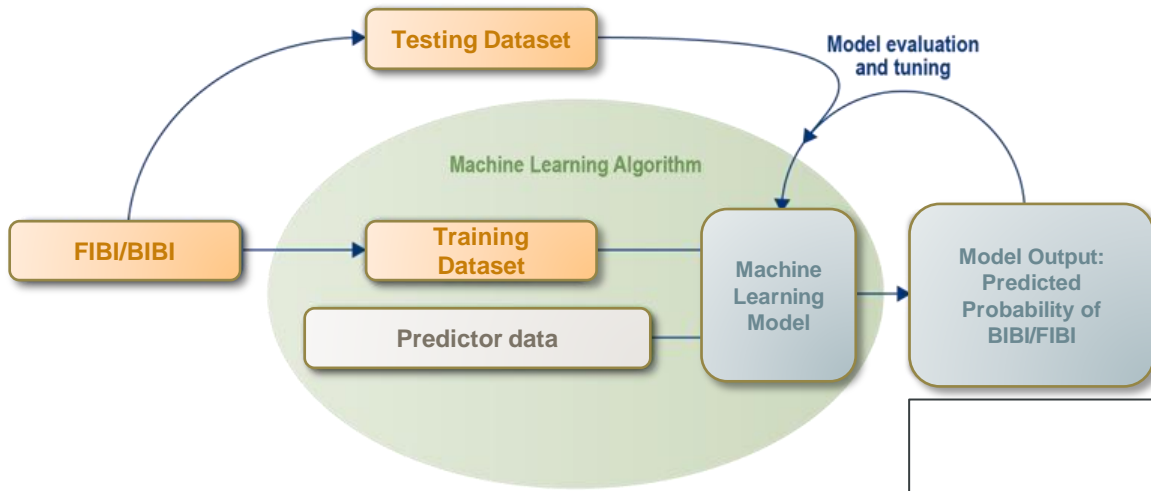 Testing Dataset
Model evaluation
and tuning
Machine Learning Algorithm
FIBI/BIBI
Training
Dataset
Machine
Learning
Model
Model Output:
Predicted
Probability of
BIBI/FIBI
Predictor data